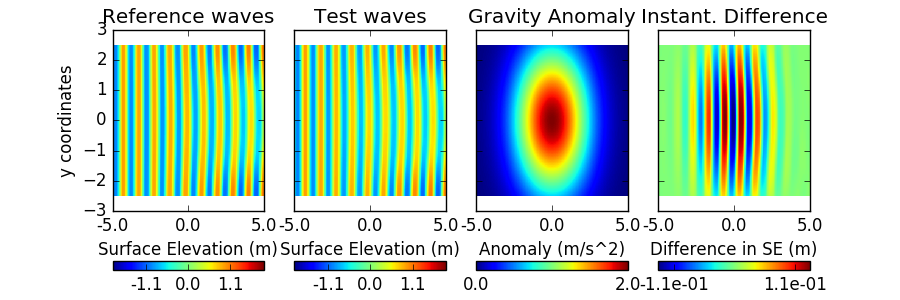 Reference waves Test waves Gravity Anomaly Instant. Difference
y coordinates
3
2
1
0
−1
−2
−3
-5.0 0.0 5.0
-5.0 0.0 5.0
-5.0 0.0 5.0
-5.0 0.0 5.0
Surface Elevation (m) Surface Elevation (m) Anomaly (m/s^2) Difference in SE (m)
-1.1 0.0 1.1
-1.1 0.0 1.1
0.0 2.0
-1.1e-01 1.1e-01